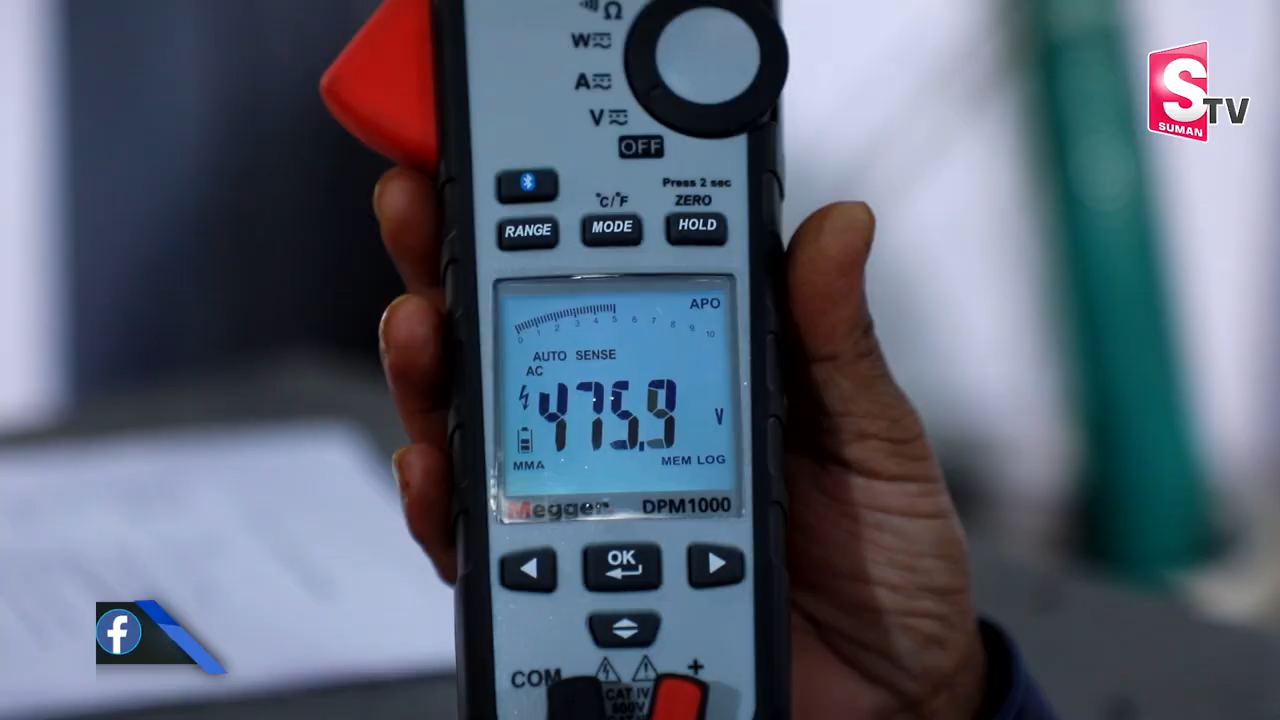 Ω
W
A
V
OFF
S
TV
SUMAN
Press 2 sec
°C/°F ZERO
RANGE MODE HOLD
APO
0 1 2 3 4 5 6 7 8 9 10
AUTO SENSE
AC
475.9 V
MMA MEM LOG
Megger DPM1000
OK
COM +
CAT IV
600V
f